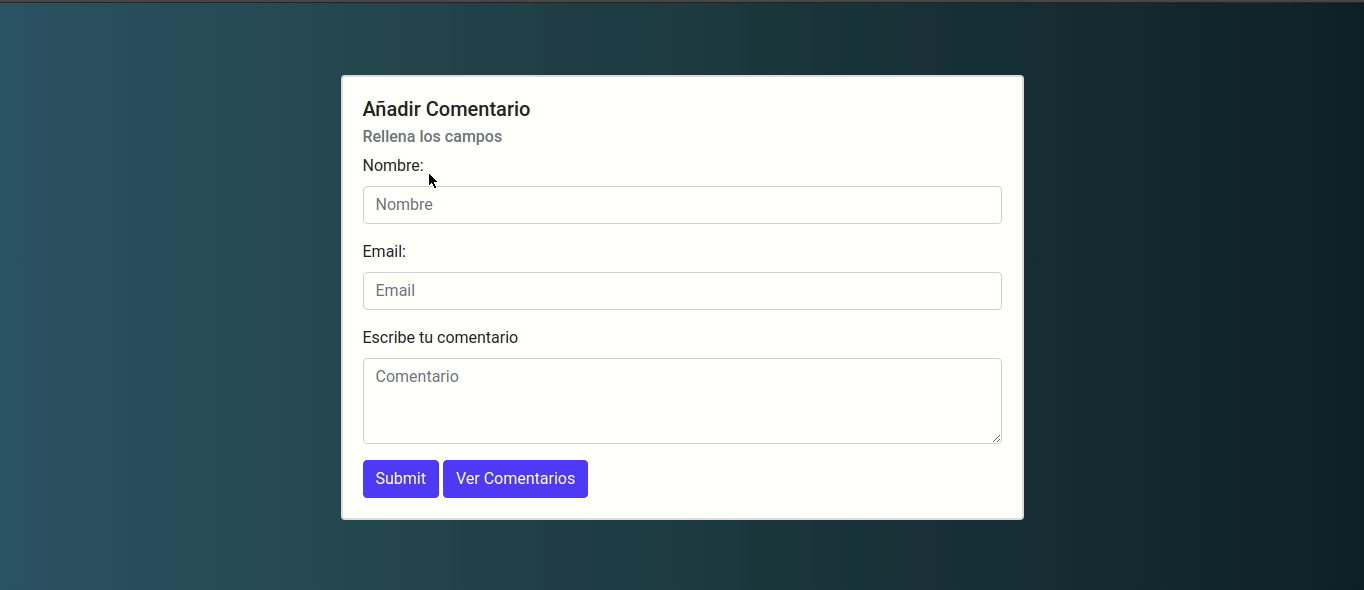 Añadir Comentario
Rellena los campos
Nombre:
Nombre
Email:
Email
Escribe tu comentario
Comentario
Submit Ver Comentarios